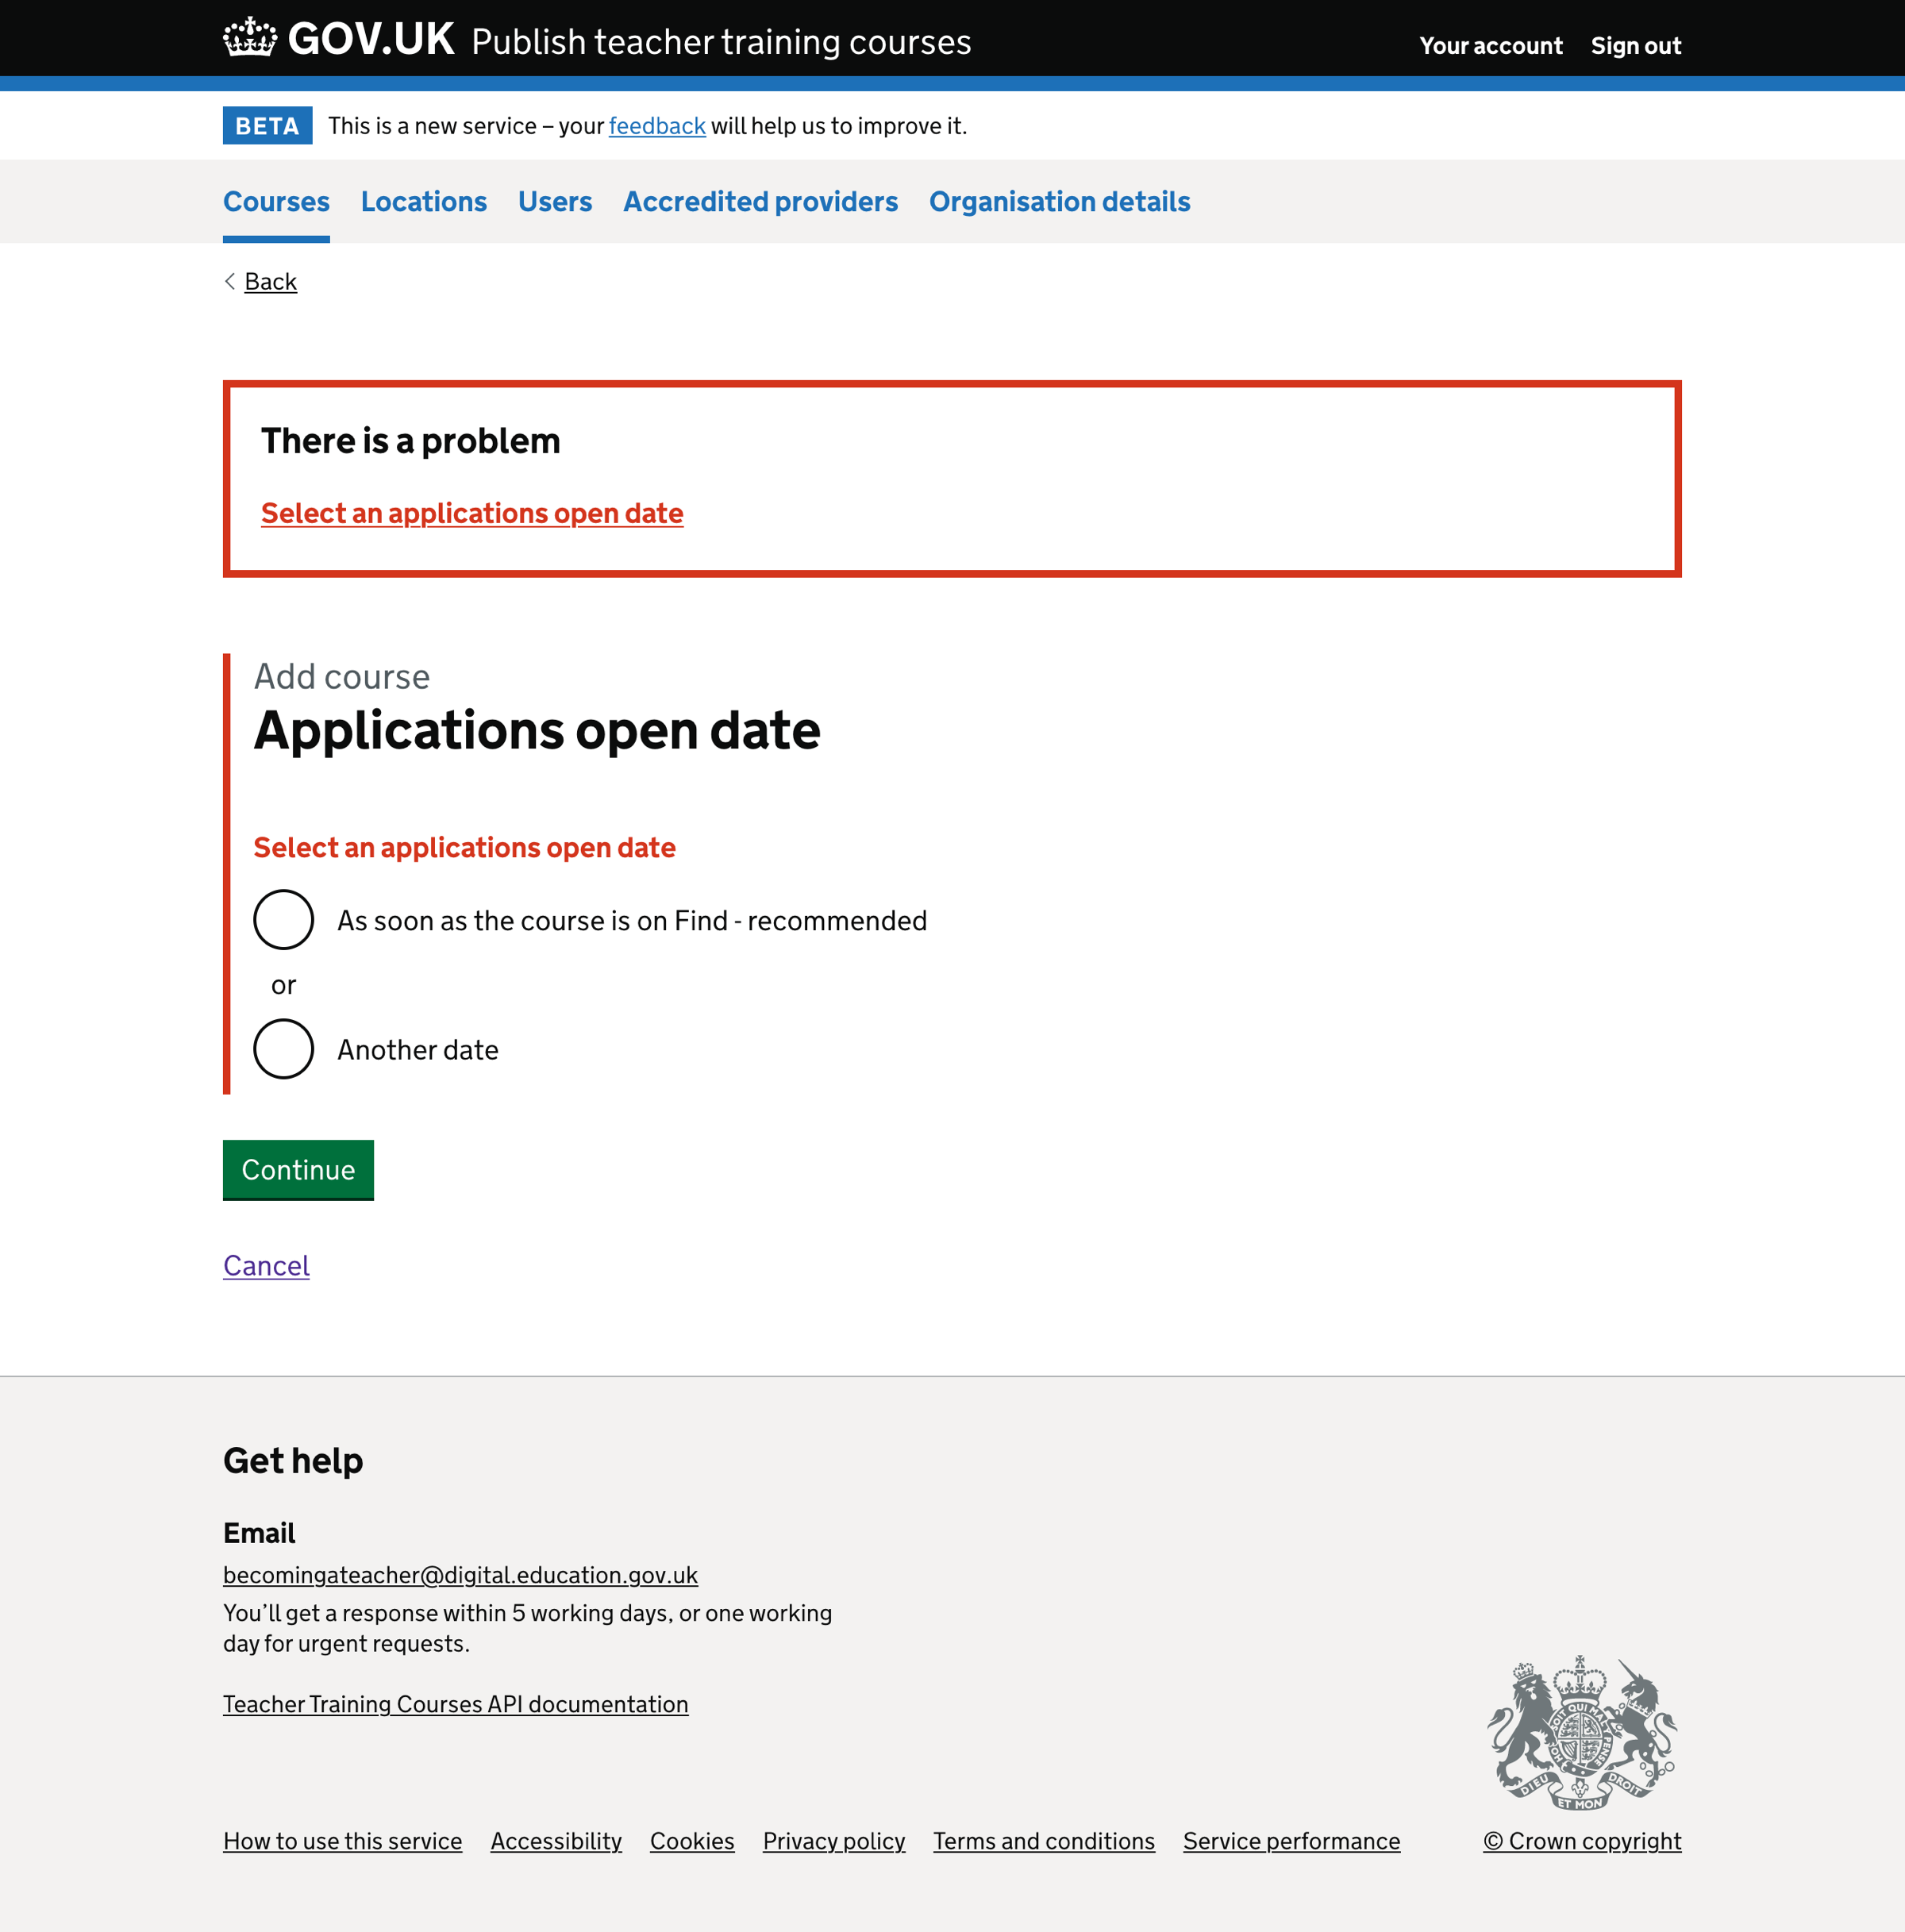 GOV.UK Publish teacher training courses
Your account Sign out
BETA This is a new service – your feedback will help us to improve it.
Courses Locations Users Accredited providers Organisation details
Back
There is a problem
Select an applications open date
Add course
Applications open date
Select an applications open date
As soon as the course is on Find - recommended
or
Another date
Continue
Cancel
Get help
Email
becomingateacher@digital.education.gov.uk
You’ll get a response within 5 working days, or one working
day for urgent requests.
Teacher Training Courses API documentation
DIEU ET MON DROIT
How to use this service Accessibility Cookies Privacy policy Terms and conditions Service performance © Crown copyright